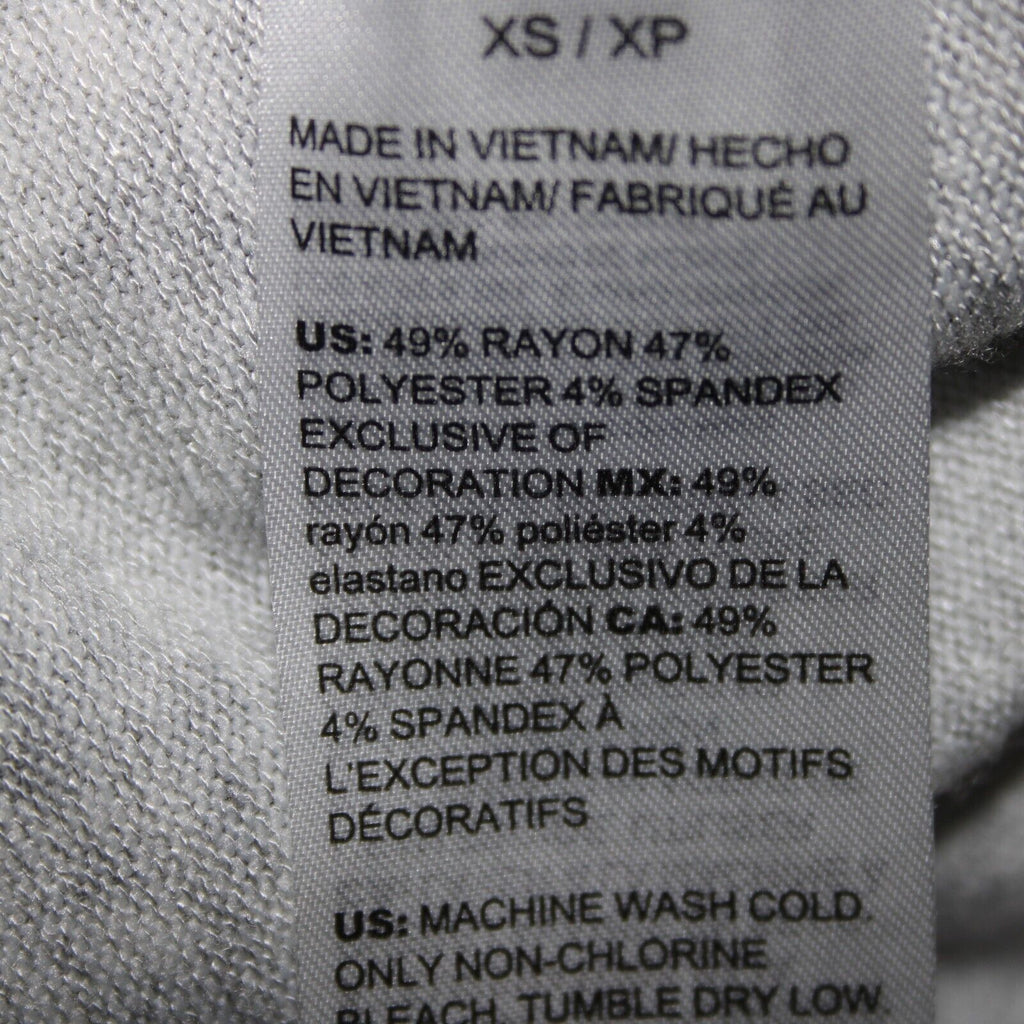 XS / XP
MADE IN VIETNAM/ HECHO
EN VIETNAM/ FABRIQUÉ AU
VIETNAM
US: 49% RAYON 47%
POLYESTER 4% SPANDEX
EXCLUSIVE OF
DECORATION MX: 49%
rayón 47% poliéster 4%
elastano EXCLUSIVO DE LA
DECORACIÓN CA: 49%
RAYONNE 47% POLYESTER
4% SPANDEX À
L'EXCEPTION DES MOTIFS
DÉCORATIFS
US: MACHINE WASH COLD.
ONLY NON-CHLORINE
BLEACH. TUMBLE DRY LOW.